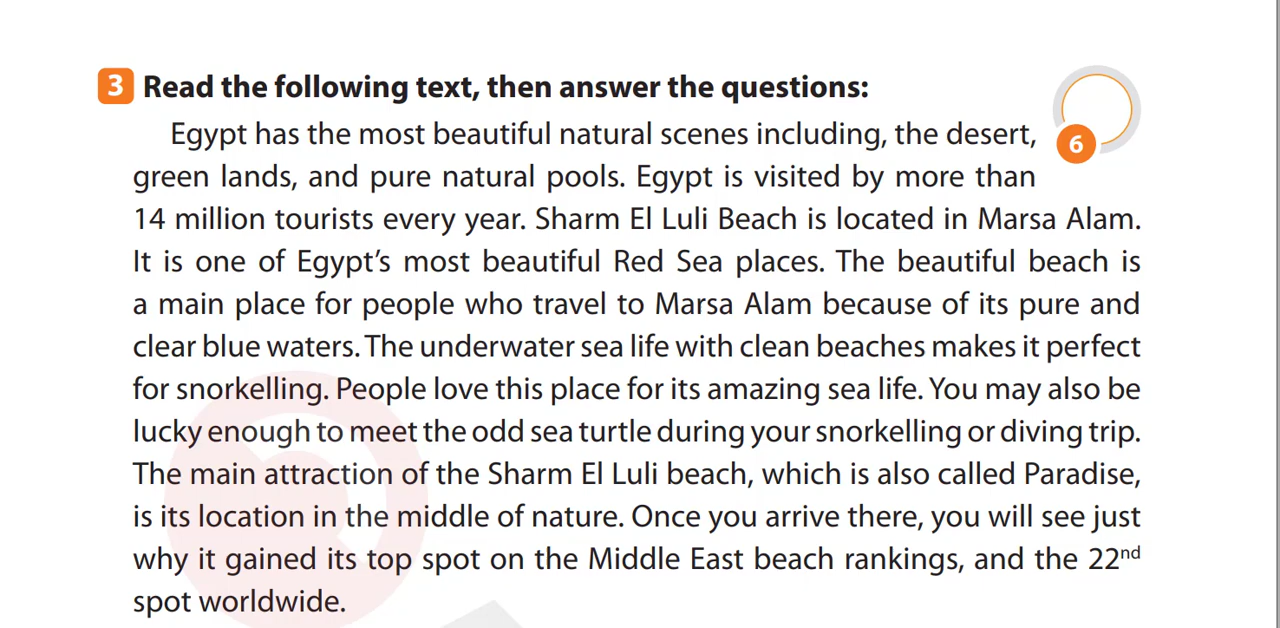 3 Read the following text, then answer the questions:
Egypt has the most beautiful natural scenes including, the desert,
6
green lands, and pure natural pools. Egypt is visited by more than
14 million tourists every year. Sharm El Luli Beach is located in Marsa Alam.
It is one of Egypt’s most beautiful Red Sea places. The beautiful beach is
a main place for people who travel to Marsa Alam because of its pure and
clear blue waters. The underwater sea life with clean beaches makes it perfect
for snorkelling. People love this place for its amazing sea life. You may also be
lucky enough to meet the odd sea turtle during your snorkelling or diving trip.
The main attraction of the Sharm El Luli beach, which is also called Paradise,
is its location in the middle of nature. Once you arrive there, you will see just
why it gained its top spot on the Middle East beach rankings, and the 22nd
spot worldwide.